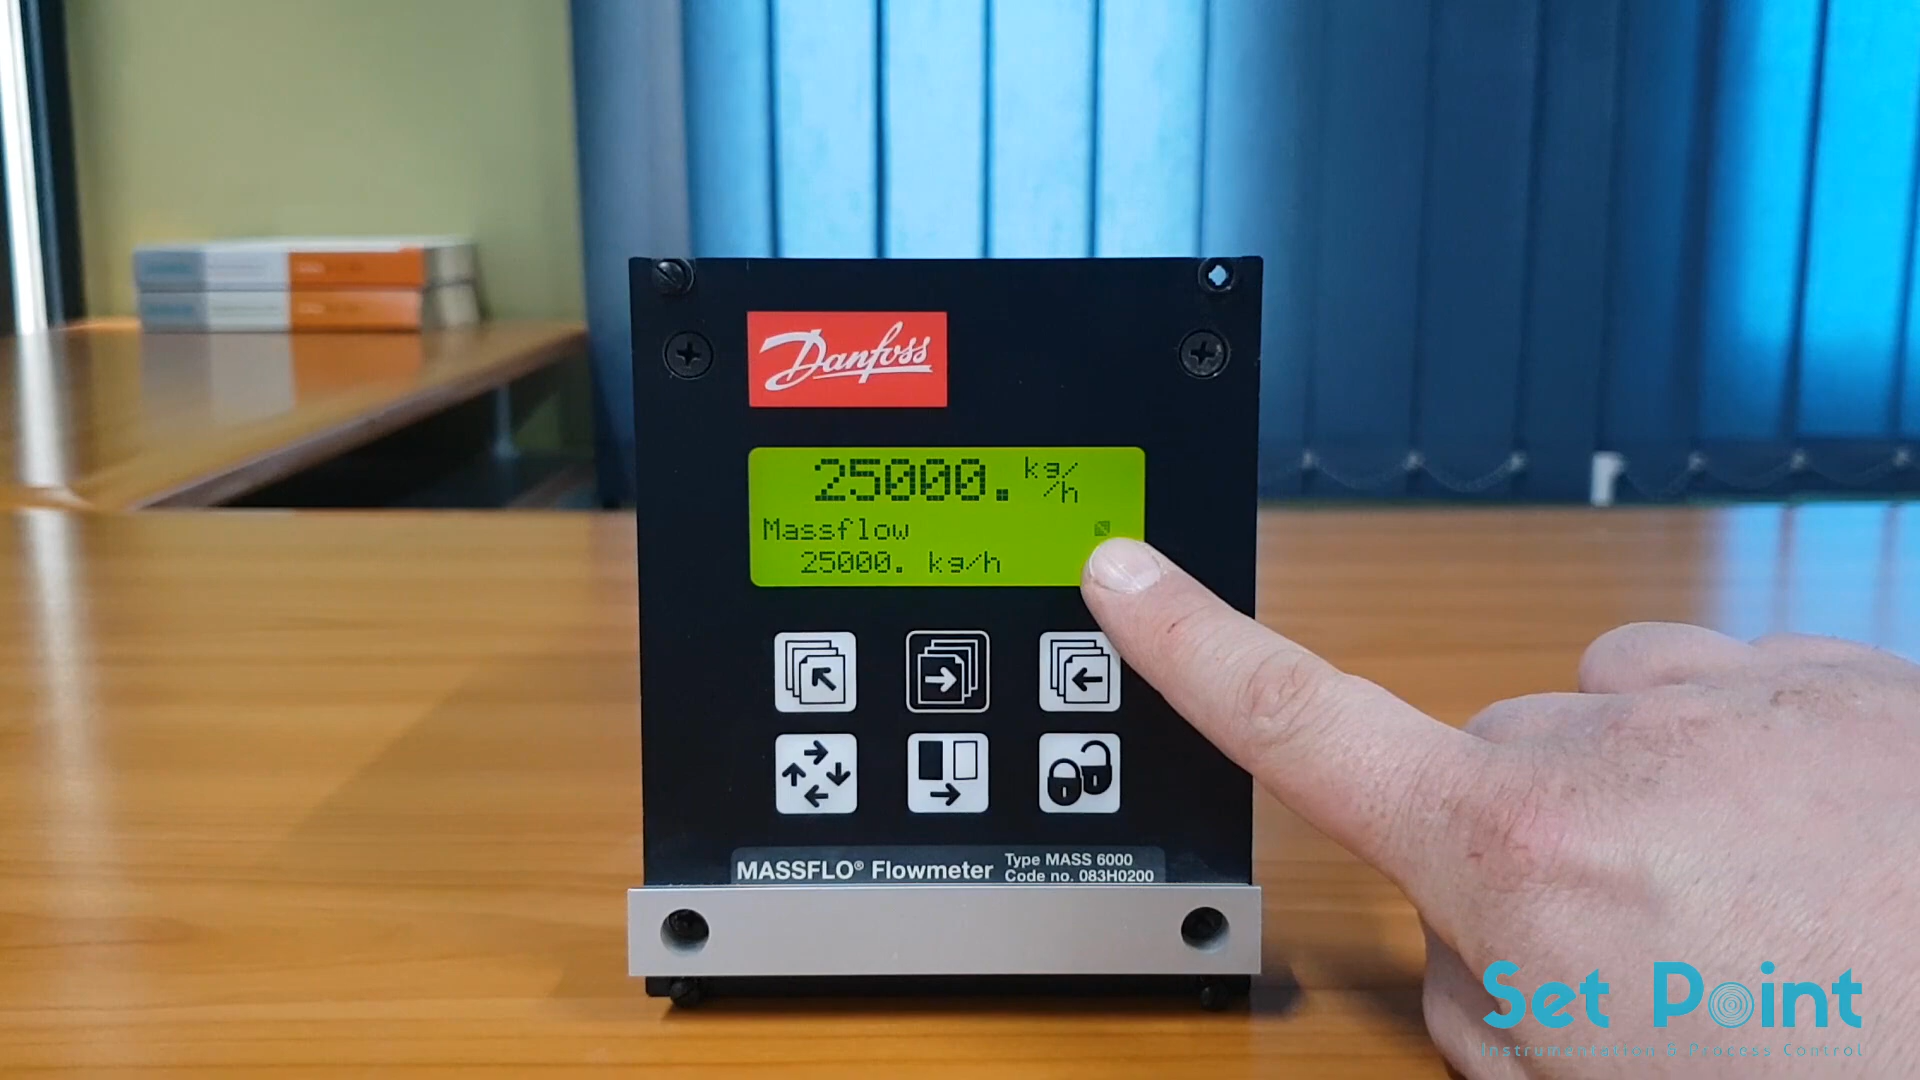 Danfoss
25000. kg/
/h
Massflow
25000. kg/h
MASSFLO® Flowmeter
Type MASS 6000
Code no. 083H0200
Set Point
Instrumentation & Process Control